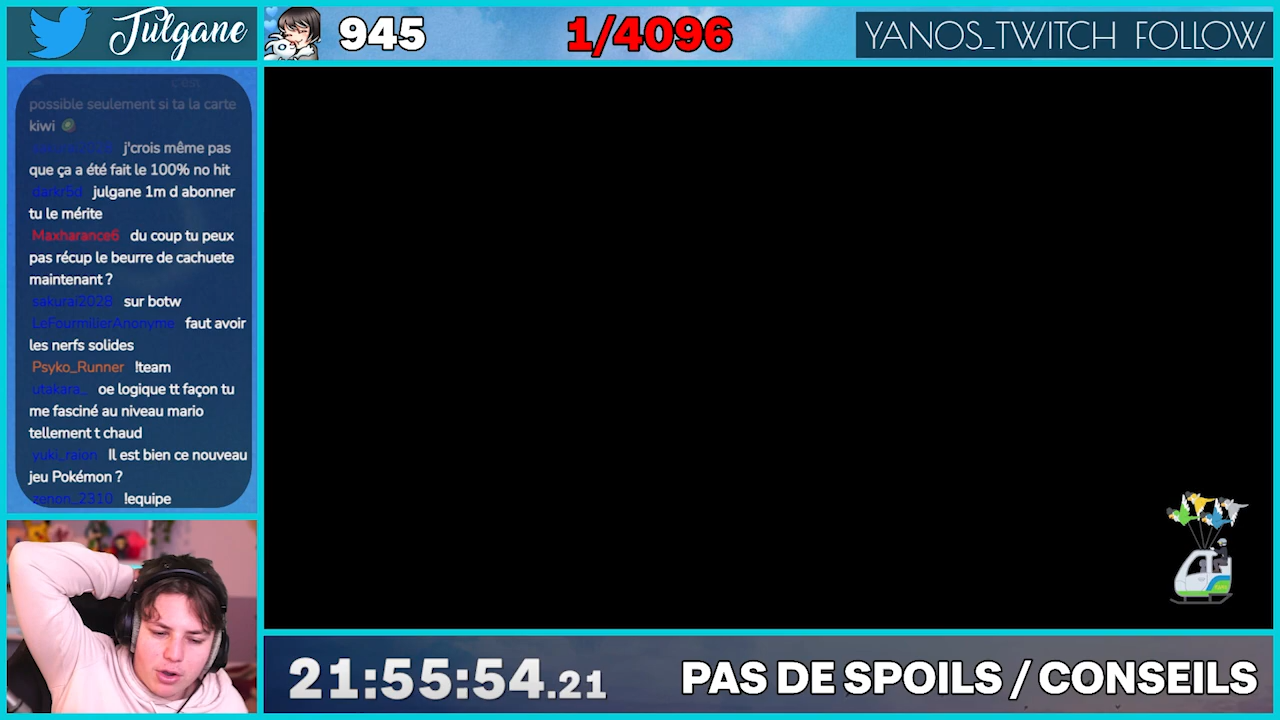 Julgane
945
1/4096
YANOS_TWITCH FOLLOW
c'est
possible seulement si ta la carte
kiwi
j'crois même pas
que ça a été fait le 100% no hit
darkr5d julgane 1m d abonner
tu le mérite
Maxharance6 du coup tu peux
pas récup le beurre de cachuete
maintenant ?
sakurai2028 sur botw
LeFourmilierAnonyme faut avoir
les nerfs solides
Psyko_Runner !team
utakara_ oe logique tt façon tu
me fasciné au niveau mario
tellement t chaud
yuki_raion Il est bien ce nouveau
jeu Pokémon ?
zenon_2310 !equipe
21:55:54.21
PAS DE SPOILS / CONSEILS